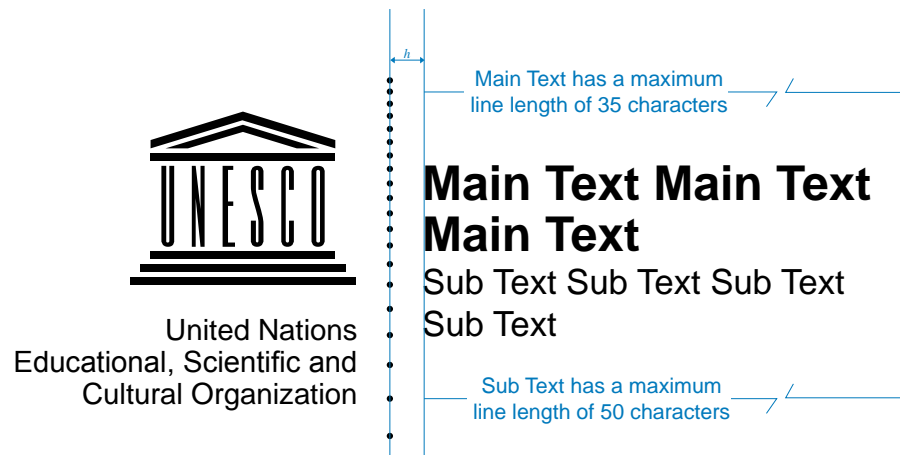 h
Main Text has a maximum
line length of 35 characters
UNESCO
United Nations
Educational, Scientific and
Cultural Organization
Main Text Main Text
Main Text
Sub Text Sub Text Sub Text
Sub Text
Sub Text has a maximum
line length of 50 characters